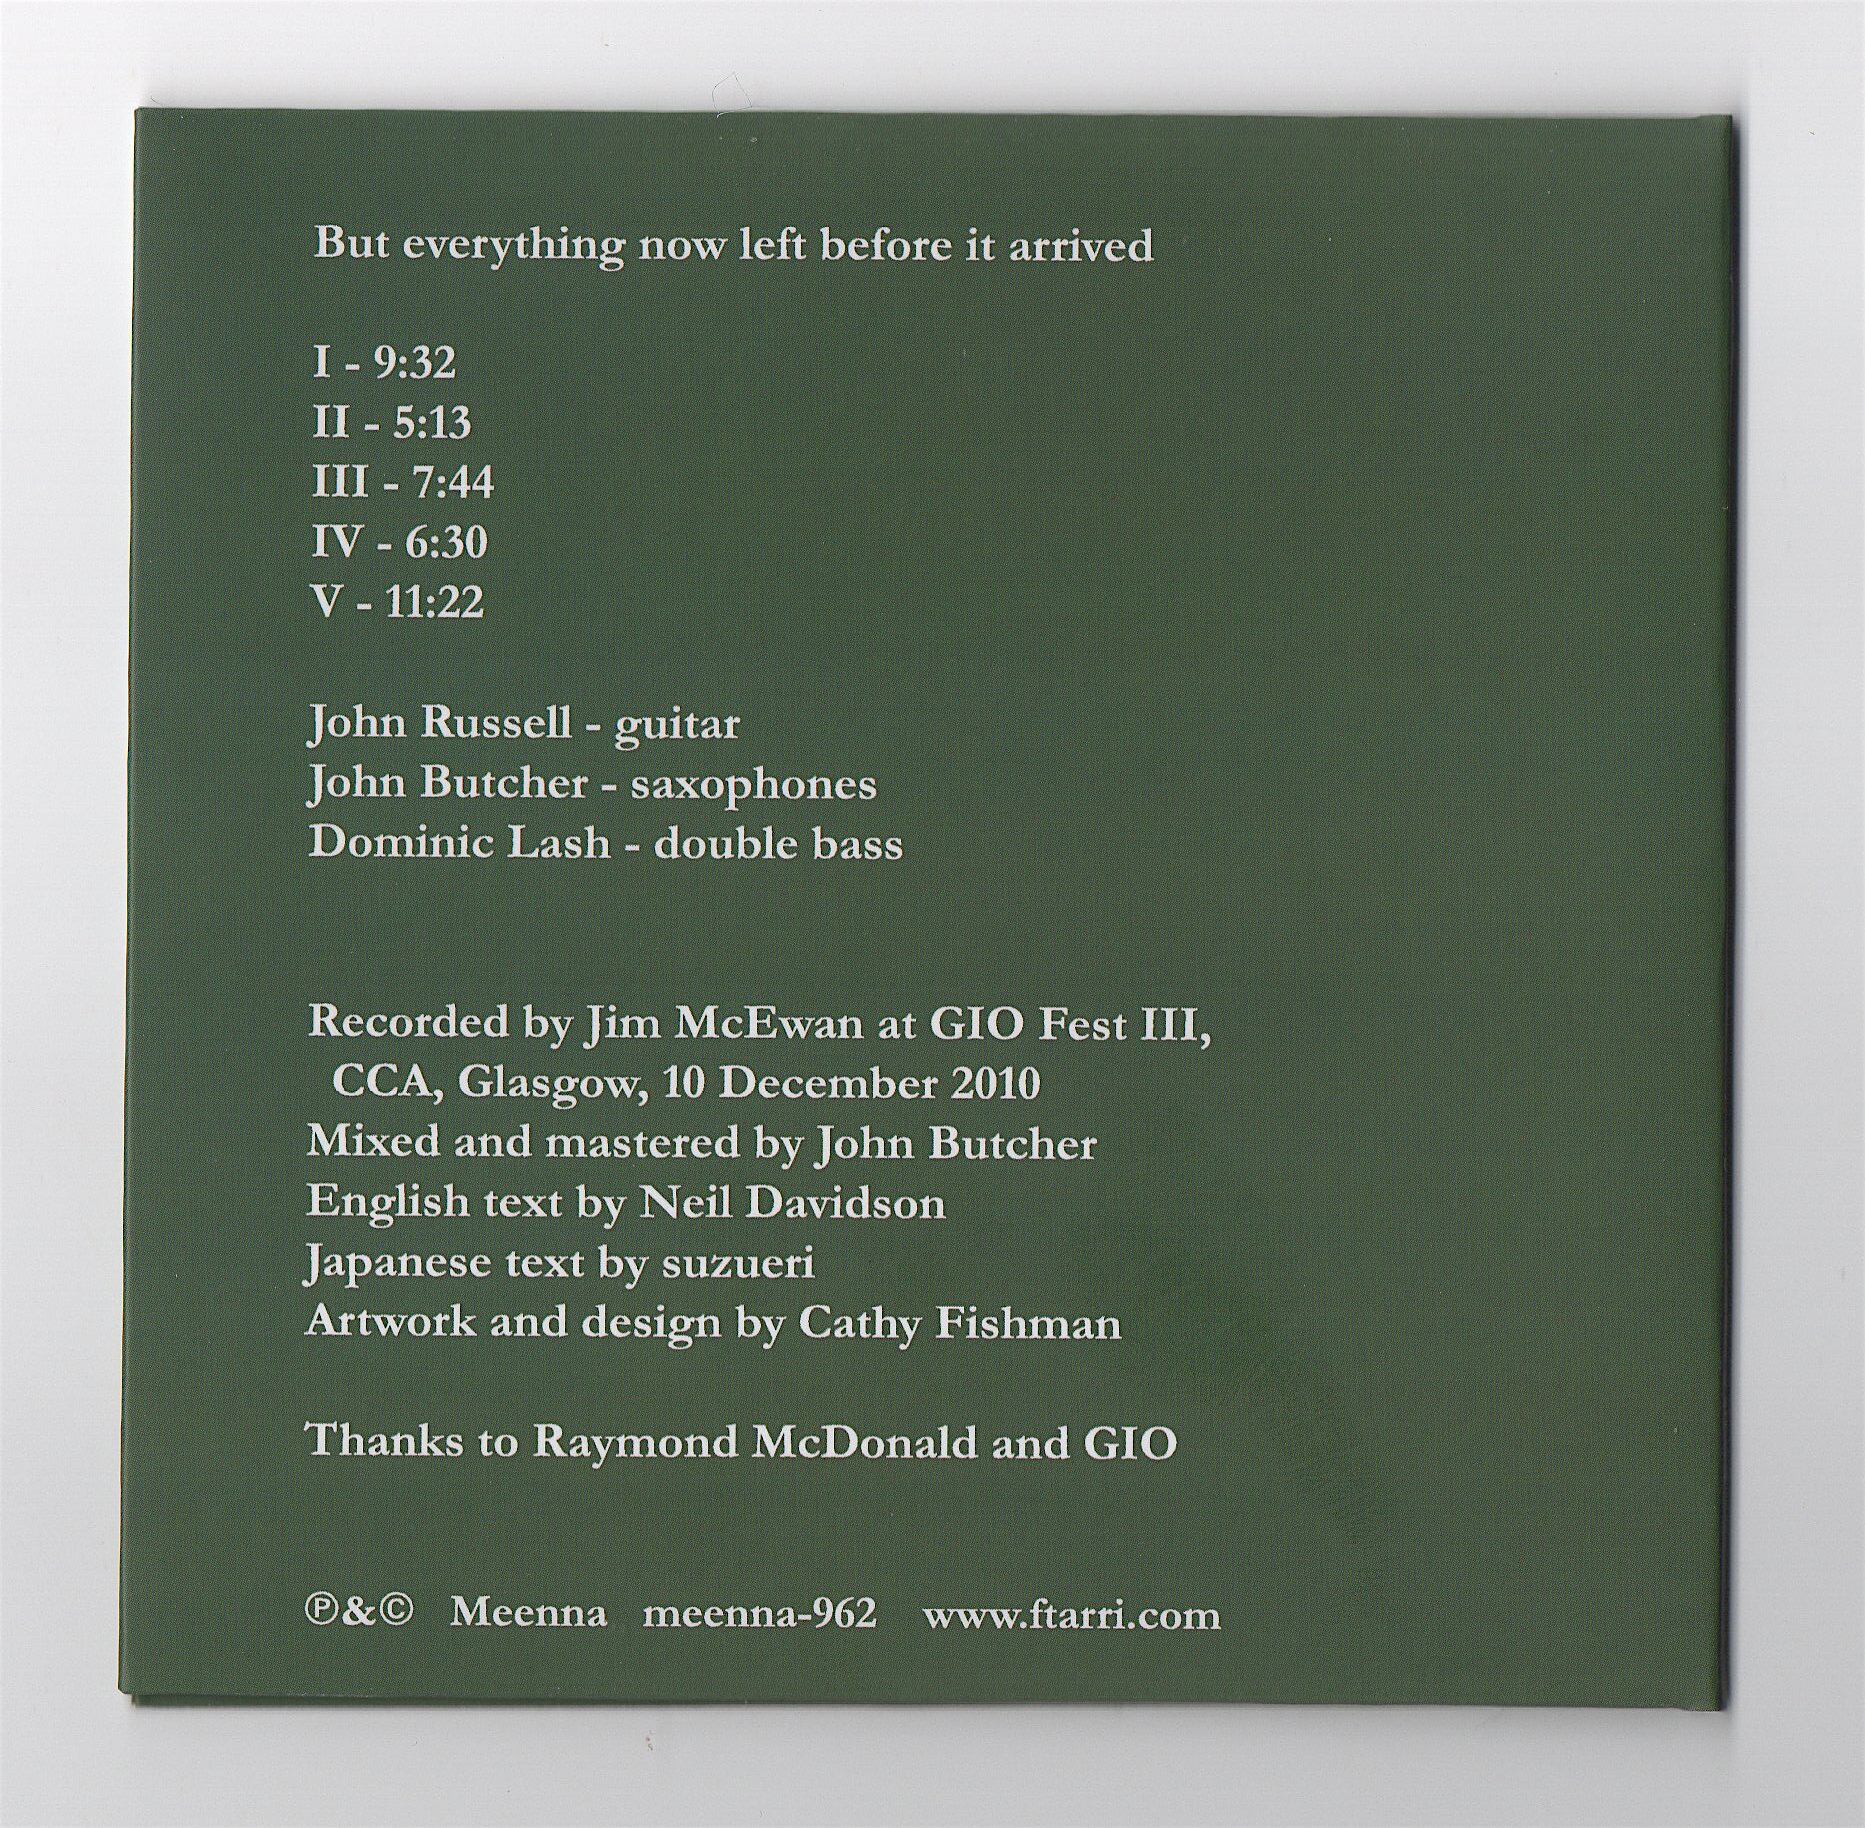 But everything now left before it arrived
I - 9:32
II - 5:13
III - 7:44
IV - 6:30
V - 11:22
John Russell - guitar
John Butcher - saxophones
Dominic Lash - double bass
Recorded by Jim McEwan at GIO Fest III,
CCA, Glasgow, 10 December 2010
Mixed and mastered by John Butcher
English text by Neil Davidson
Japanese text by suzueri
Artwork and design by Cathy Fishman
Thanks to Raymond McDonald and GIO
℗&© Meenna meenna-962 www.ftarri.com